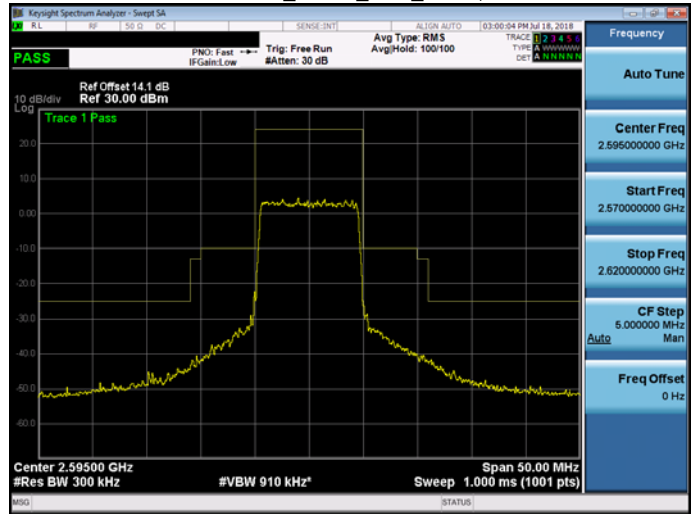 Keysight Spectrum Analyzer - Swept SA
RL RF 50 Ω DC SENSE:INT ALIGN AUTO 03:00:04 PM Jul 18, 2018
PASS
PNO: Fast
IFGain:Low
Trig: Free Run
#Atten: 30 dB
Avg Type: RMS
Avg|Hold: 100/100
TRACE 1 2 3 4 5 6
TYPE A WWWWW
DET A NNNNN
Ref Offset 14.1 dB
10 dB/div Ref 30.00 dBm
Log
Trace 1 Pass
20.0
10.0
0.00
-10.0
-20.0
-30.0
-40.0
-50.0
-60.0
Center 2.59500 GHz Span 50.00 MHz
#Res BW 300 kHz #VBW 910 kHz* Sweep 1.000 ms (1001 pts)
MSG STATUS
Frequency
Auto Tune
Center Freq
2.595000000 GHz
Start Freq
2.570000000 GHz
Stop Freq
2.620000000 GHz
CF Step
5.000000 MHz
Auto Man
Freq Offset
0 Hz